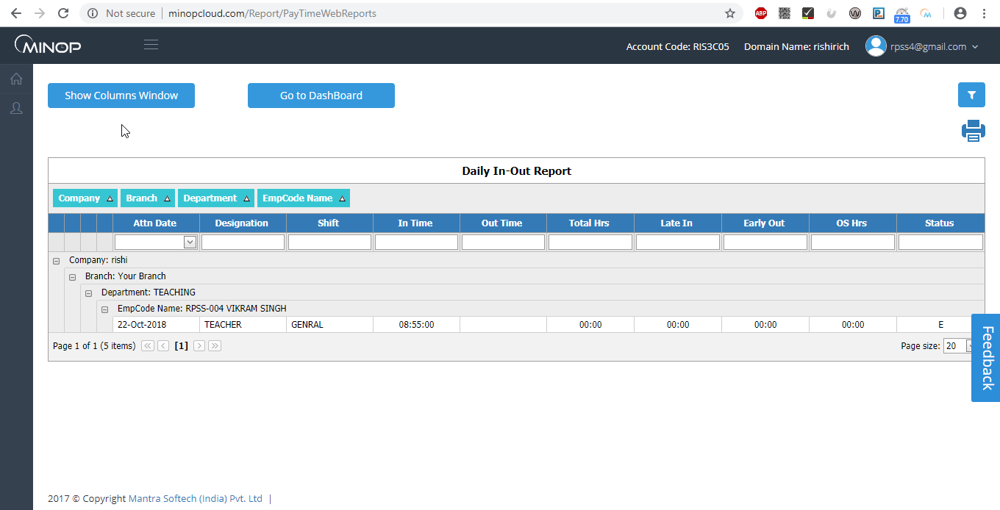 Not secure minopcloud.com/Report/PayTimeWebReports ABP 7.70
MINOP Account Code: RIS3C05 Domain Name: rishirich rpss4@gmail.com
Show Columns Window Go to DashBoard
Daily In-Out Report
Company Branch Department EmpCode Name
Attn Date Designation Shift In Time Out Time Total Hrs Late In Early Out OS Hrs Status
Company: rishi
Branch: Your Branch
Department: TEACHING
EmpCode Name: RPSS-004 VIKRAM SINGH
22-Oct-2018 TEACHER GENRAL 08:55:00 00:00 00:00 00:00 00:00 E
Page 1 of 1 (5 items) [1] Page size: 20
Feedback
2017 © Copyright Mantra Softech (India) Pvt. Ltd |